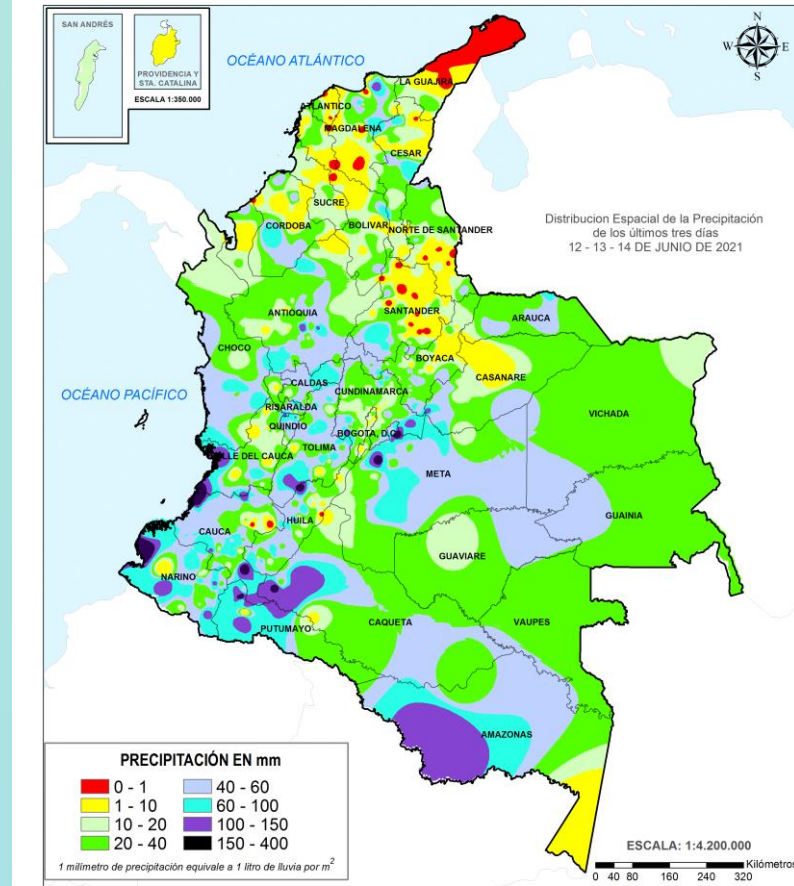 SAN ANDRÉS
PROVIDENCIA Y
STA. CATALINA
ESCALA 1:350.000
OCÉANO ATLÁNTICO
N
W
E
S
LA GUAJIRA
ATLANTICO
MAGDALENA
CESAR
SUCRE
CORDOBA
BOLIVAR
NORTE DE SANTANDER
Distribucion Espacial de la Precipitación
de los últimos tres días
12 - 13 - 14 DE JUNIO DE 2021
ANTIOQUIA
SANTANDER
ARAUCA
CHOCO
BOYACA
CASANARE
CALDAS
CUNDINAMARCA
OCÉANO PACÍFICO
RISARALDA
VICHADA
QUINDIO
BOGOTA, D.C.
TOLIMA
VALLE DEL CAUCA
META
GUAINIA
CAUCA
HUILA
GUAVIARE
NARINO
PUTUMAYO
CAQUETA
VAUPES
AMAZONAS
PRECIPITACIÓN EN mm
0 - 1
40 - 60
1 - 10
60 - 100
10 - 20
100 - 150
20 - 40
150 - 400
1 milímetro de precipitación equivale a 1 litro de lluvia por m²
ESCALA: 1:4.200.000
Kilómetros
0 40 80 160 240 320